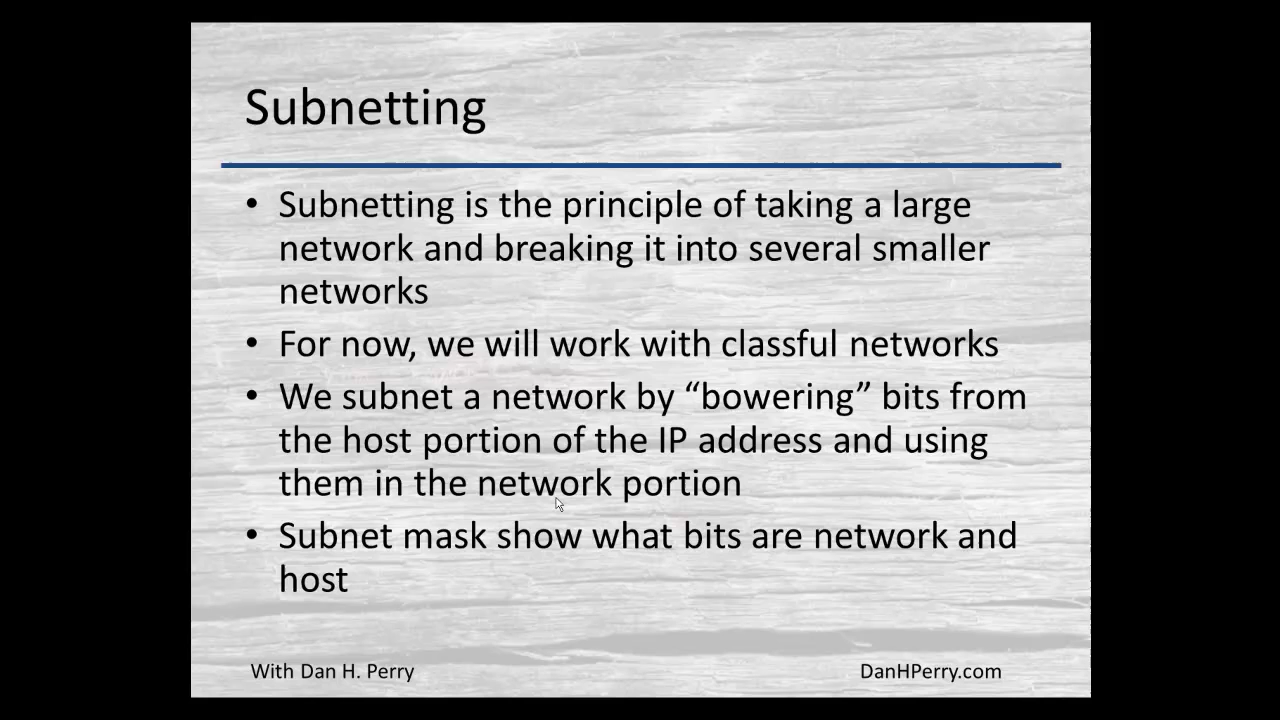 Subnetting
• Subnetting is the principle of taking a large
network and breaking it into several smaller
networks
• For now, we will work with classful networks
• We subnet a network by “bowering” bits from
the host portion of the IP address and using
them in the network portion
• Subnet mask show what bits are network and
host
With Dan H. Perry
DanHPerry.com